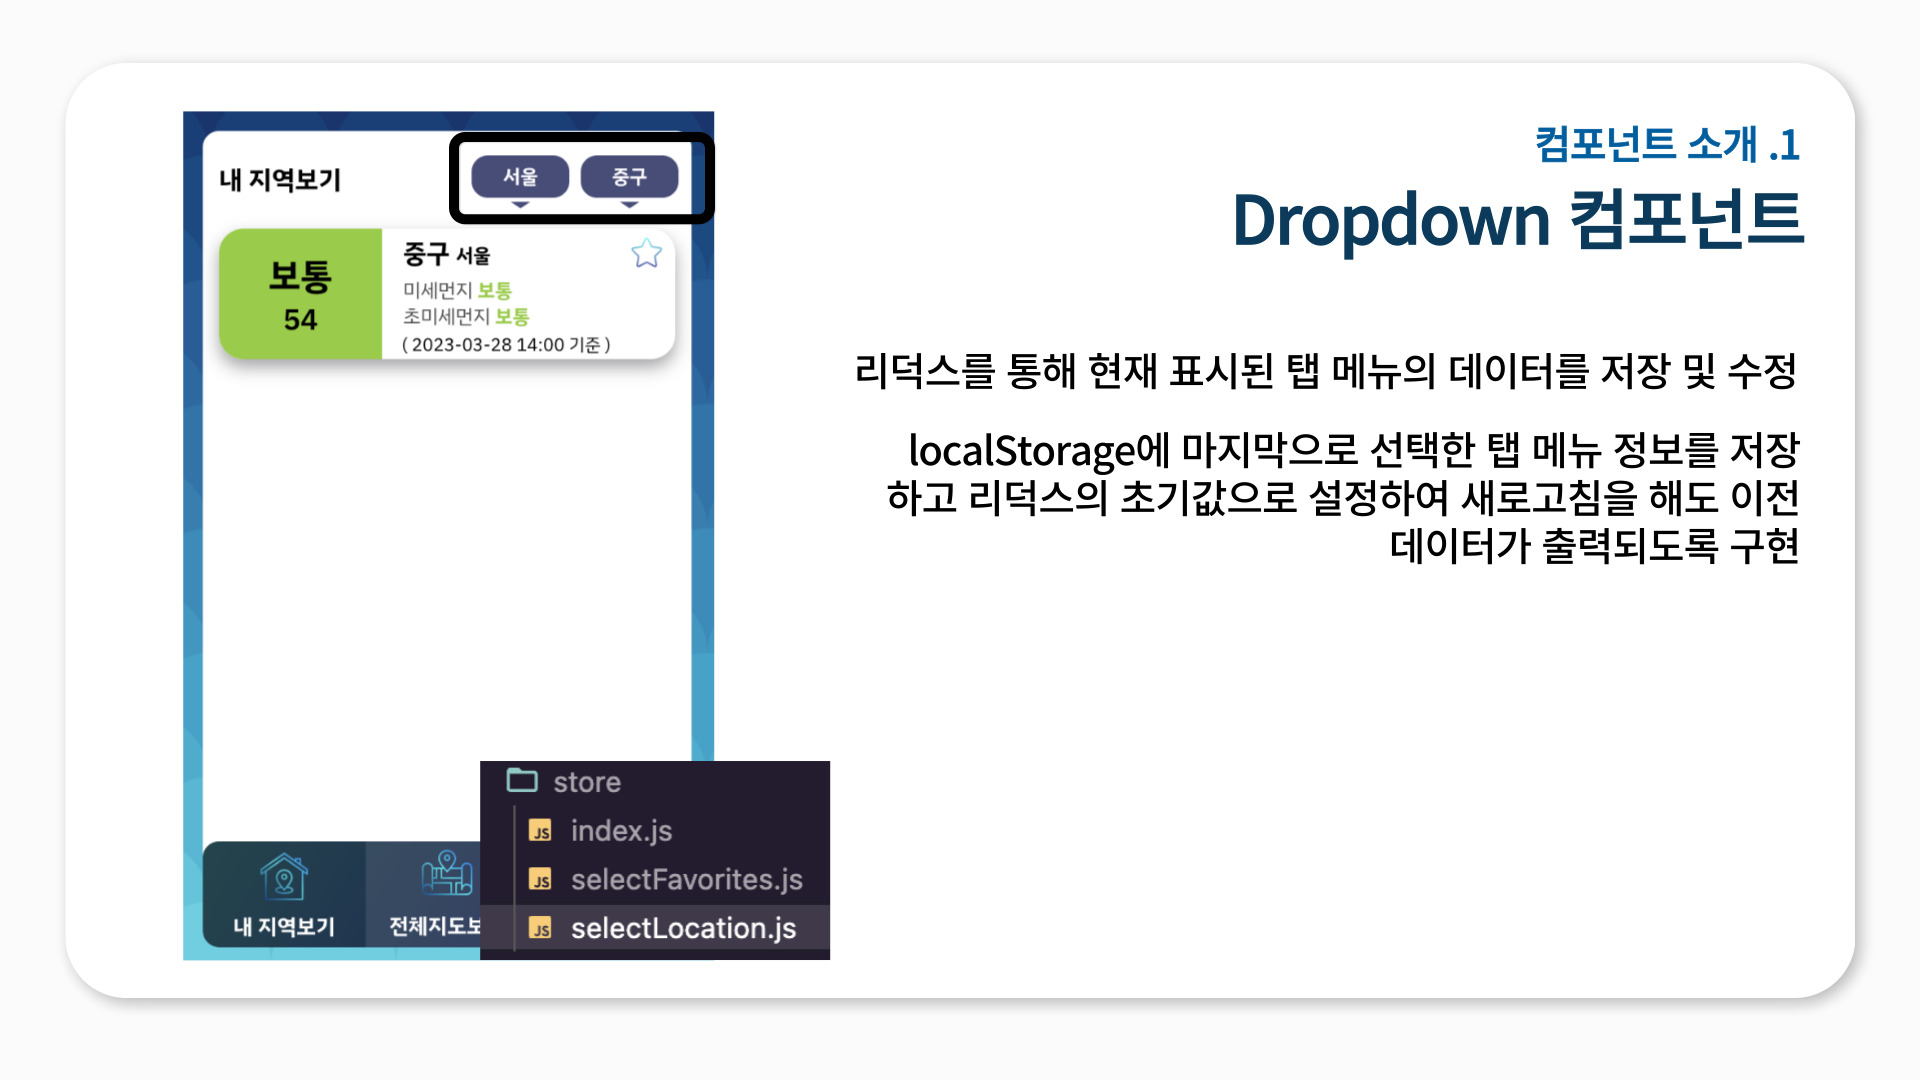 컴포넌트 소개 .1
Dropdown 컴포넌트
내 지역보기
서울
중구
보통
54
중구 서울
미세먼지 보통
초미세먼지 보통
( 2023-03-28 14:00 기준 )
내 지역보기
전체지도보
store
JS index.js
JS selectFavorites.js
JS selectLocation.js
리덕스를 통해 현재 표시된 탭 메뉴의 데이터를 저장 및 수정
localStorage에 마지막으로 선택한 탭 메뉴 정보를 저장
하고 리덕스의 초기값으로 설정하여 새로고침을 해도 이전
데이터가 출력되도록 구현